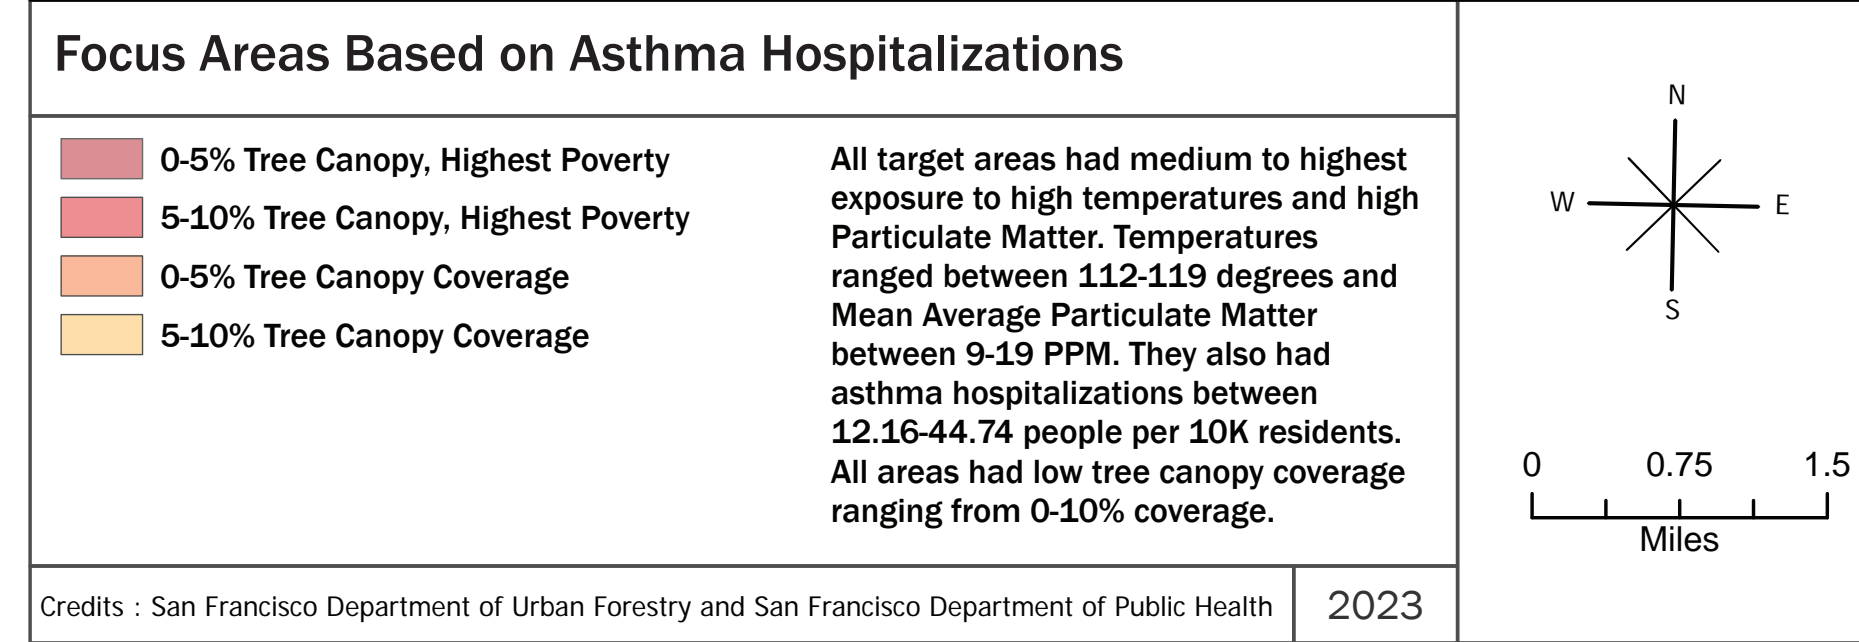 Focus Areas Based on Asthma Hospitalizations
0-5% Tree Canopy, Highest Poverty
5-10% Tree Canopy, Highest Poverty
0-5% Tree Canopy Coverage
5-10% Tree Canopy Coverage
All target areas had medium to highest
exposure to high temperatures and high
Particulate Matter. Temperatures
ranged between 112-119 degrees and
Mean Average Particulate Matter
between 9-19 PPM. They also had
asthma hospitalizations between
12.16-44.74 people per 10K residents.
All areas had low tree canopy coverage
ranging from 0-10% coverage.
Credits : San Francisco Department of Urban Forestry and San Francisco Department of Public Health
2023
N
W E
S
0 0.75 1.5
Miles